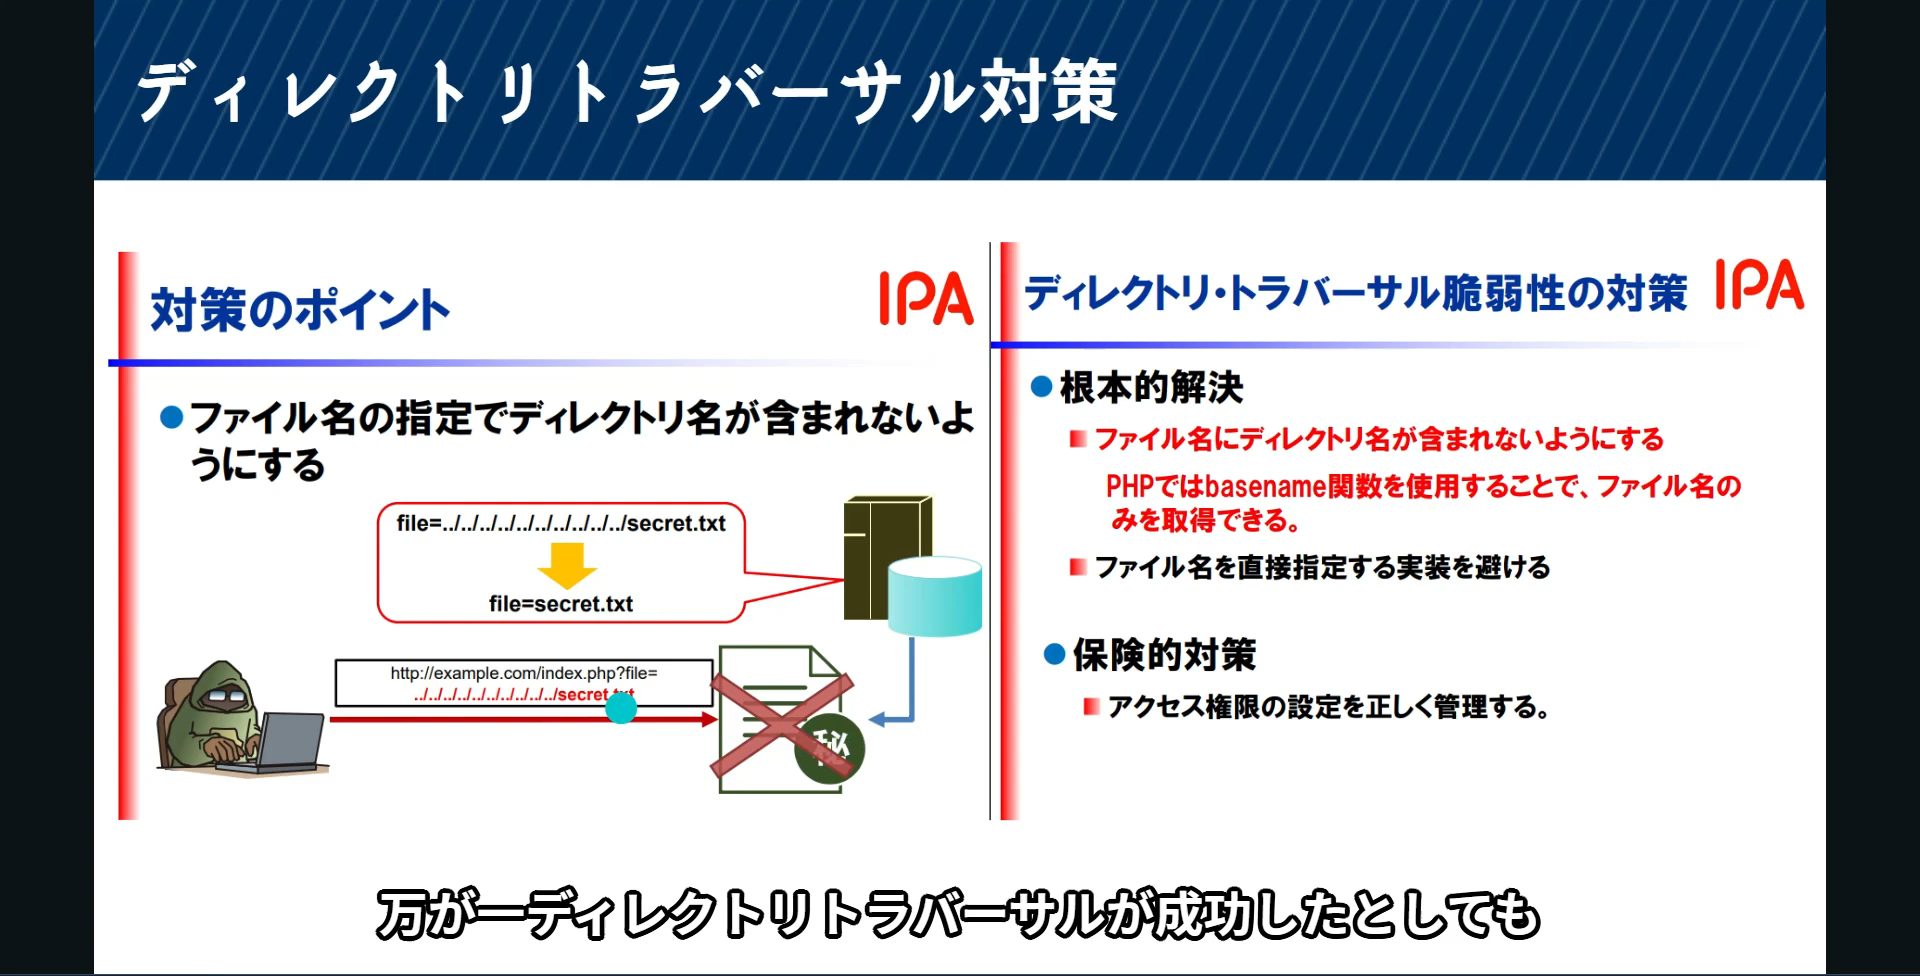 ディレクトリトラバーサル対策
対策のポイント
IPA
ファイル名の指定でディレクトリ名が含まれないよ
うにする
file=../../../../../../../../../../secret.txt
file=secret.txt
http://example.com/index.php?file=
../../../../../../../../../../secret.txt
秘
ディレクトリ・トラバーサル脆弱性の対策
IPA
根本的解決
ファイル名にディレクトリ名が含まれないようにする
PHPではbasename関数を使用することで、ファイル名の
みを取得できる。
ファイル名を直接指定する実装を避ける
保険的対策
アクセス権限の設定を正しく管理する。
万が一ディレクトリトラバーサルが成功したとしても